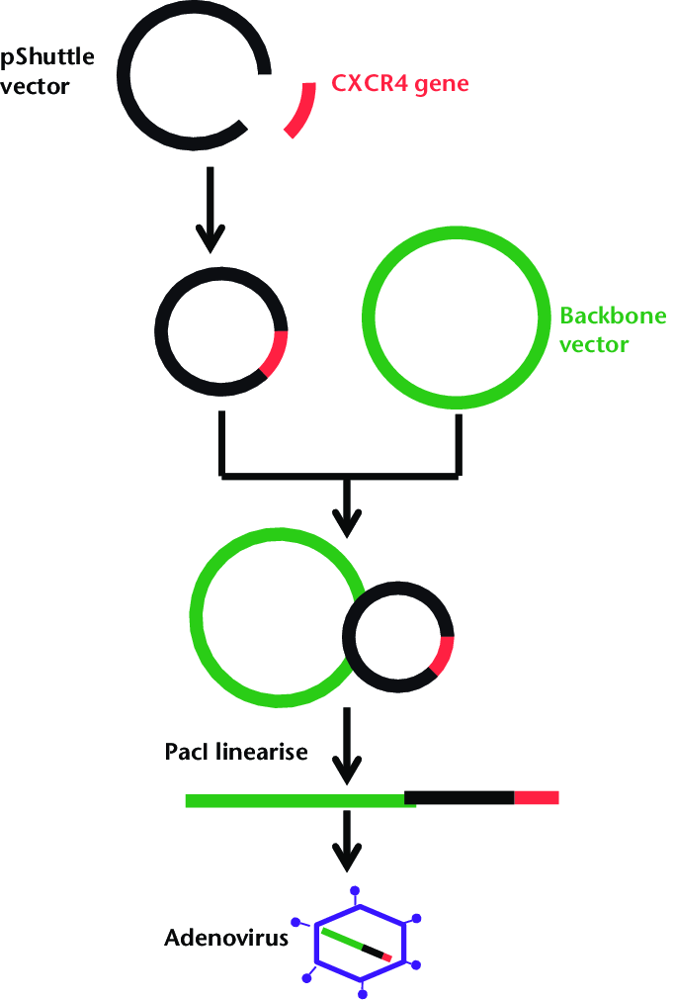 pShuttle
vector
CXCR4 gene
Backbone
vector
PacI linearise
Adenovirus